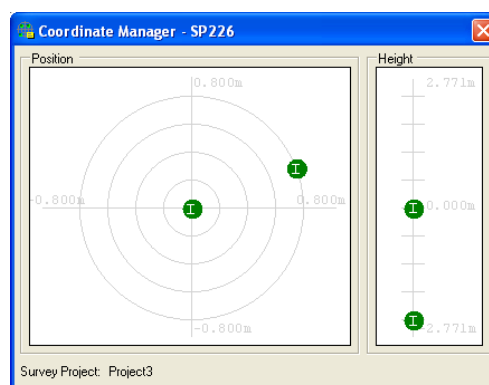 Coordinate Manager - SP226
Position
Height
0.800m
2.771m
I
-0.800m
0.800m
I
I
0.000m
-0.800m
I
-2.771m
Survey Project: Project3